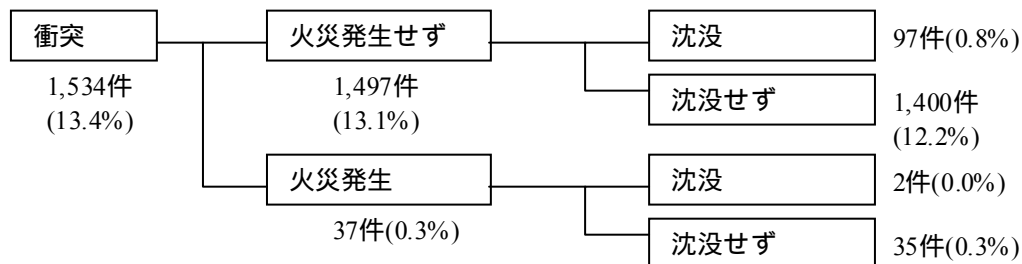 衝突
1,534件
(13.4%)
火災発生せず
1,497件
(13.1%)
沈没
97件(0.8%)
沈没せず
1,400件
(12.2%)
火災発生
37件(0.3%)
沈没
2件(0.0%)
沈没せず
35件(0.3%)